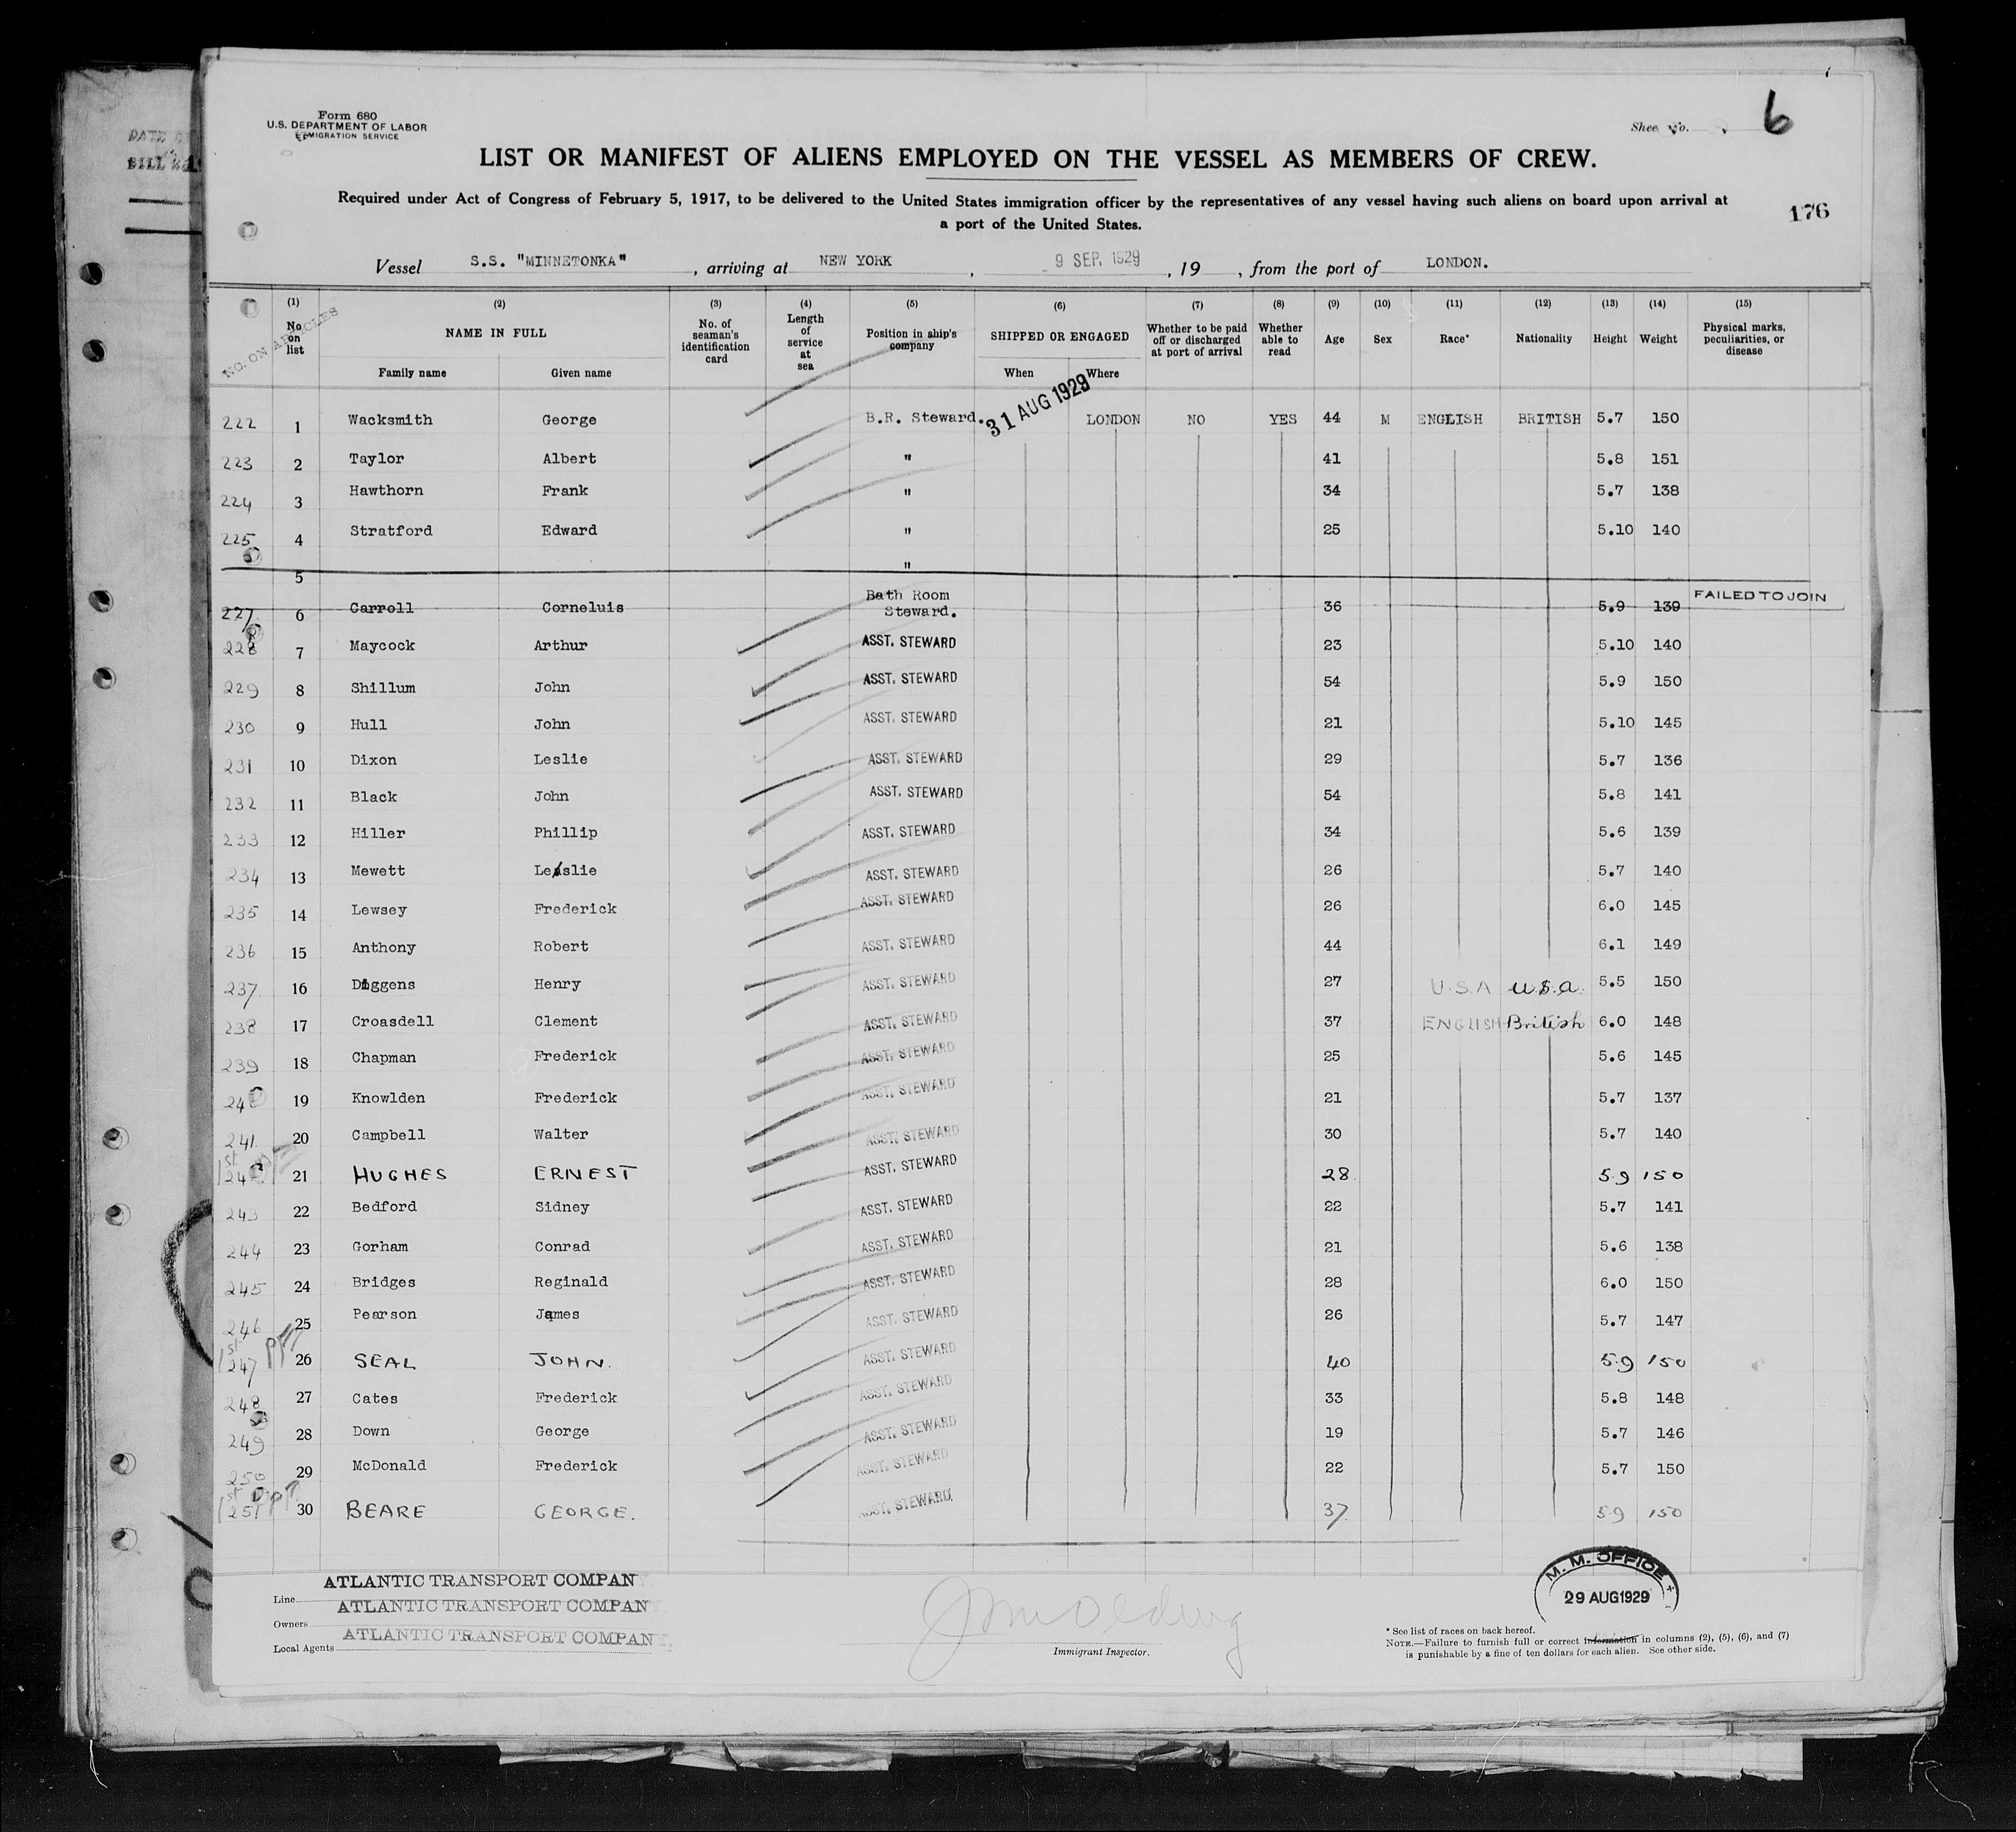 DATE
BILL
Form 680
U.S. DEPARTMENT OF LABOR
IMMIGRATION SERVICE
Sheet No. 6
LIST OR MANIFEST OF ALIENS EMPLOYED ON THE VESSEL AS MEMBERS OF CREW.
Required under Act of Congress of February 5, 1917, to be delivered to the United States immigration officer by the representatives of any vessel having such aliens on board upon arrival at
a port of the United States.
176
Vessel S.S. "MINNETONKA" , arriving at NEW YORK , 9 SEP. 1929 , 19 , from the port of LONDON.
NO. ON ARTICLES
(1) No on list (2) NAME IN FULL Family name Given name (3) No. of seaman's identification card (4) Length of service at sea (5) Position in ship's company (6) SHIPPED OR ENGAGED When Where (7) Whether to be paid off or discharged at port of arrival (8) Whether able to read (9) Age (10) Sex (11) Race* (12) Nationality (13) Height (14) Weight (15) Physical marks, peculiarities, or disease
222 1 Wacksmith George B.R. Steward. 31 AUG 1929 LONDON NO YES 44 M ENGLISH BRITISH 5.7 150
223 2 Taylor Albert " 41 5.8 151
224 3 Hawthorn Frank " 34 5.7 138
225 4 Stratford Edward " 25 5.10 140
5 "
227 6 Carroll Corneluis Bath Room Steward. 36 5.9 139 FAILED TO JOIN
228 7 Maycock Arthur ASST. STEWARD 23 5.10 140
229 8 Shillum John ASST. STEWARD 54 5.9 150
230 9 Hull John ASST. STEWARD 21 5.10 145
231 10 Dixon Leslie ASST. STEWARD 29 5.7 136
232 11 Black John ASST. STEWARD 54 5.8 141
233 12 Hiller Phillip ASST. STEWARD 34 5.6 139
234 13 Mewett Leslie ASST. STEWARD 26 5.7 140
235 14 Lewsey Frederick ASST. STEWARD 26 6.0 145
236 15 Anthony Robert ASST. STEWARD 44 6.1 149
237 16 Diggens Henry ASST. STEWARD 27 U.S.A u.s.a. 5.5 150
238 17 Croasdell Clement ASST. STEWARD 37 ENGLISH British 6.0 148
239 18 Chapman Frederick ASST. STEWARD 25 5.6 145
240 19 Knowlden Frederick ASST. STEWARD 21 5.7 137
241 20 Campbell Walter ASST. STEWARD 30 5.7 140
1st 242 21 HUGHES ERNEST ASST. STEWARD 28 5.9 150
243 22 Bedford Sidney ASST. STEWARD 22 5.7 141
244 23 Gorham Conrad ASST. STEWARD 21 5.6 138
245 24 Bridges Reginald ASST. STEWARD 28 6.0 150
246 25 Pearson James ASST. STEWARD 26 5.7 147
1st 247 26 SEAL JOHN. ASST. STEWARD 40 5.9 150
248 27 Cates Frederick ASST. STEWARD 33 5.8 148
249 28 Down George ASST. STEWARD 19 5.7 146
250 29 McDonald Frederick ASST. STEWARD 22 5.7 150
1st 251 30 BEARE GEORGE. ASST. STEWARD. 37. 5.9 150
Line ATLANTIC TRANSPORT COMPANY
Owners ATLANTIC TRANSPORT COMPANY
Local Agents ATLANTIC TRANSPORT COMPANY
Immigrant Inspector.
M. M. OFFICE
29 AUG 1929
* See list of races on back hereof.
NOTE.—Failure to furnish full or correct information in columns (2), (5), (6), and (7)
is punishable by a fine of ten dollars for each alien. See other side.